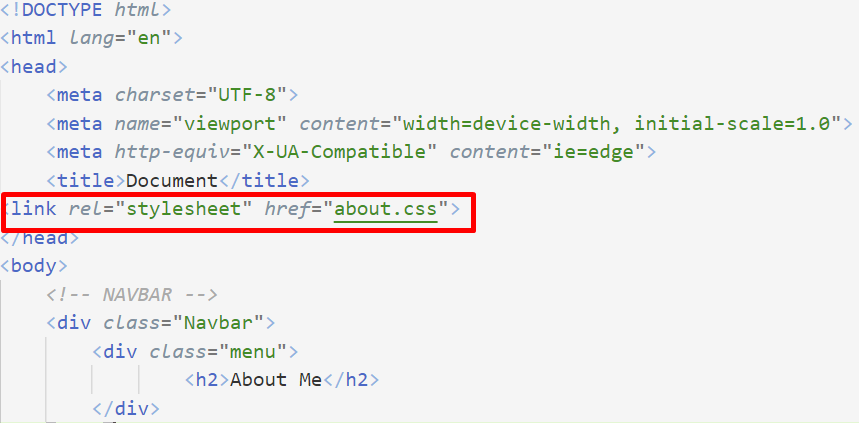 <!DOCTYPE html>
<html lang="en">
<head>
    <meta charset="UTF-8">
    <meta name="viewport" content="width=device-width, initial-scale=1.0">
    <meta http-equiv="X-UA-Compatible" content="ie=edge">
    <title>Document</title>
<link rel="stylesheet" href="about.css">
</head>
<body>
    <!-- NAVBAR -->
    <div class="Navbar">
        <div class="menu">
                <h2>About Me</h2>
        </div>